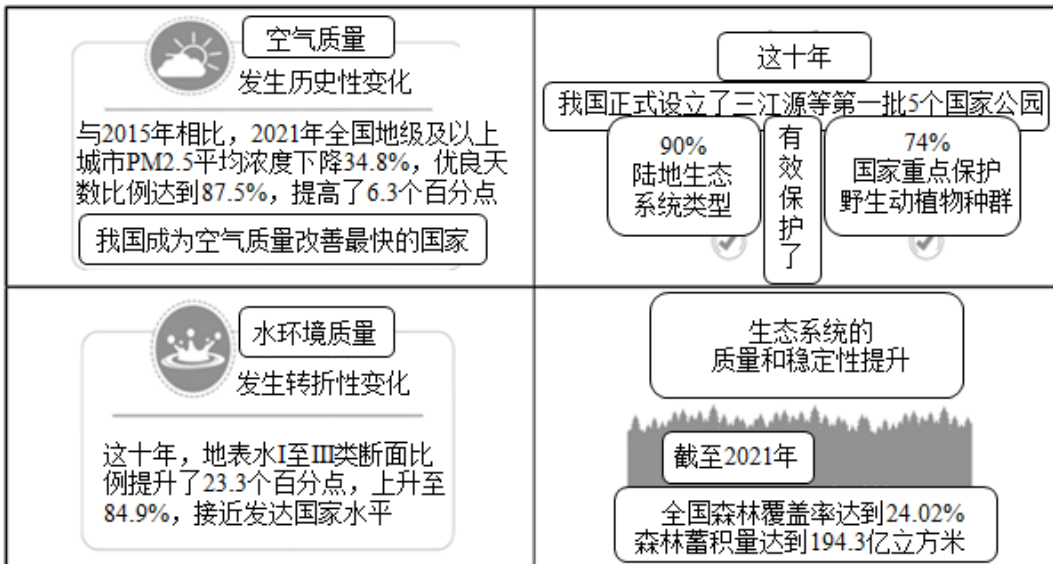 空气质量
发生历史性变化
与2015年相比，2021年全国地级及以上
城市PM2.5平均浓度下降34.8%，优良天
数比例达到87.5%，提高了6.3个百分点
我国成为空气质量改善最快的国家
这十年
我国正式设立了三江源等第一批5个国家公园
有效保护了
90%
陆地生态
系统类型
74%
国家重点保护
野生动植物种群
水环境质量
发生转折性变化
这十年，地表水I至III类断面比
例提升了23.3个百分点，上升至
84.9%，接近发达国家水平
生态系统的
质量和稳定性提升
截至2021年
全国森林覆盖率达到24.02%
森林蓄积量达到194.3亿立方米